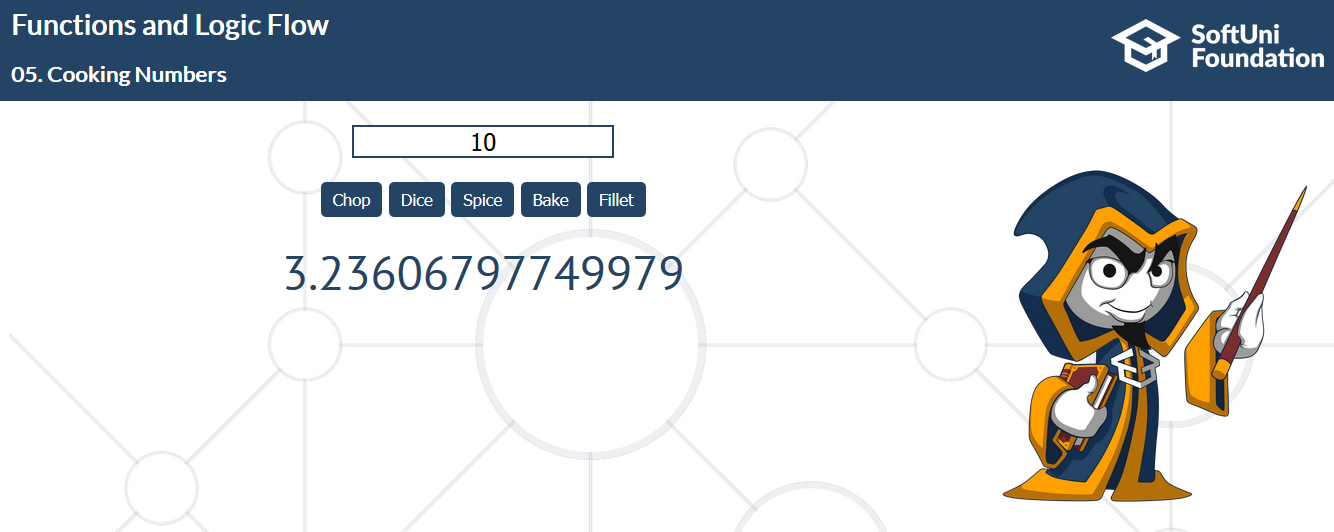 Functions and Logic Flow
05. Cooking Numbers
SoftUni
Foundation
10
Chop Dice Spice Bake Fillet
3.23606797749979